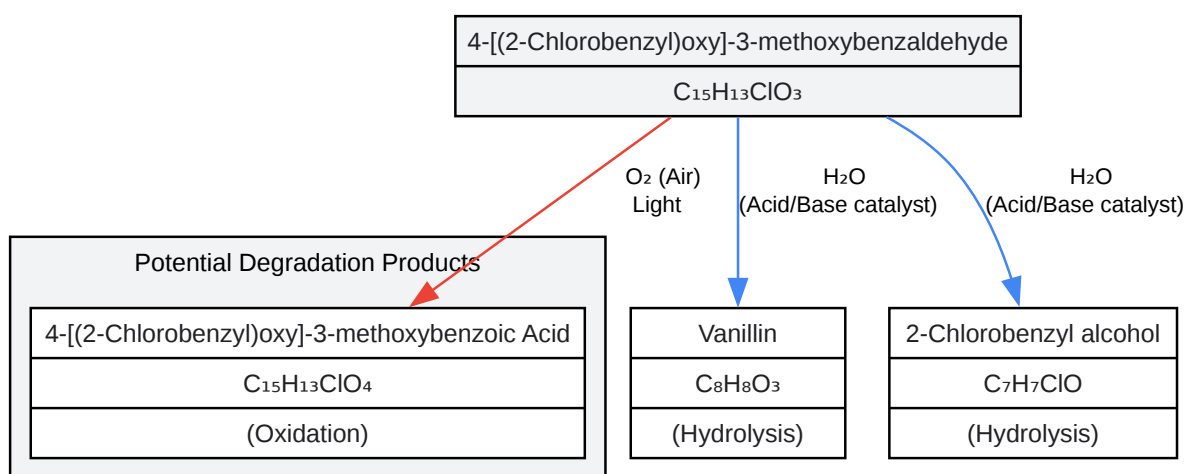 4-[(2-Chlorobenzyl)oxy]-3-methoxybenzaldehyde
C₁₅H₁₃ClO₃
O₂ (Air)
Light
H₂O
(Acid/Base catalyst)
H₂O
(Acid/Base catalyst)
Potential Degradation Products
4-[(2-Chlorobenzyl)oxy]-3-methoxybenzoic Acid
C₁₅H₁₃ClO₄
(Oxidation)
Vanillin
C₈H₈O₃
(Hydrolysis)
2-Chlorobenzyl alcohol
C₇H₇ClO
(Hydrolysis)